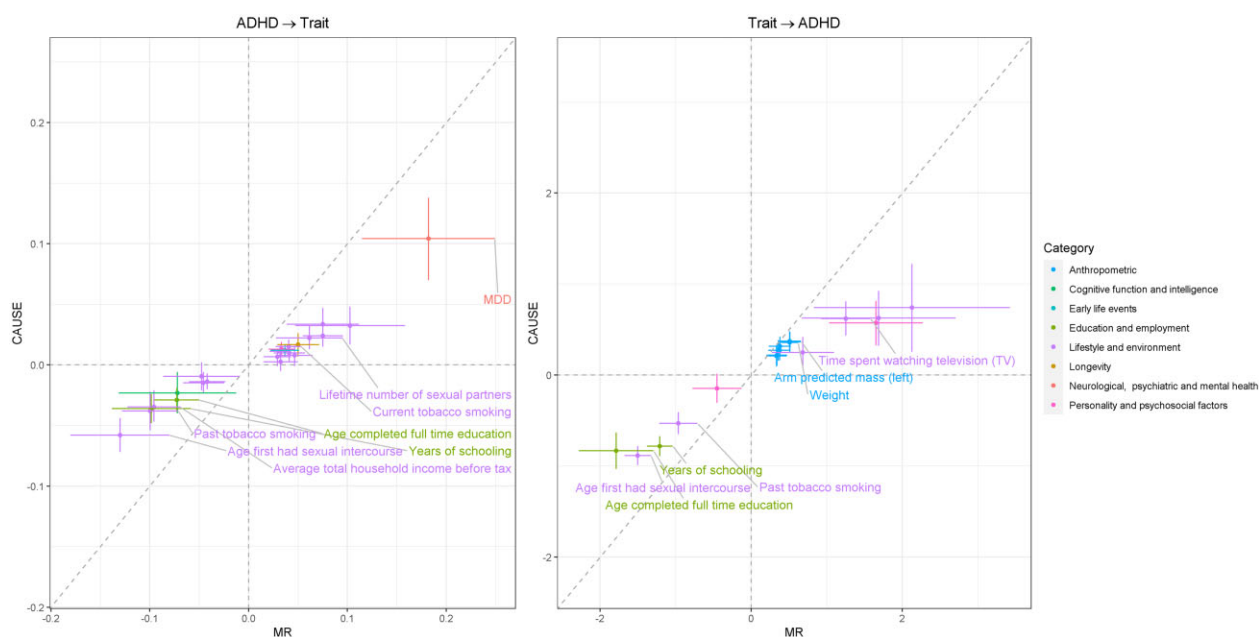 ADHD → Trait
Trait → ADHD
0.2
0.1
0.0
-0.1
-0.2
CAUSE
MDD
Lifetime number of sexual partners
Current tobacco smoking
Past tobacco smoking
Age completed full time education
Age first had sexual intercourse
Years of schooling
Average total household income before tax
-0.2
-0.1
0.0
0.1
0.2
MR
2
0
-2
CAUSE
Time spent watching television (TV)
Arm predicted mass (left)
Weight
Years of schooling
Age first had sexual intercourse
Past tobacco smoking
Age completed full time education
-2
0
2
MR
Category
Anthropometric
Cognitive function and intelligence
Early life events
Education and employment
Lifestyle and environment
Longevity
Neurological, psychiatric and mental health
Personality and psychosocial factors